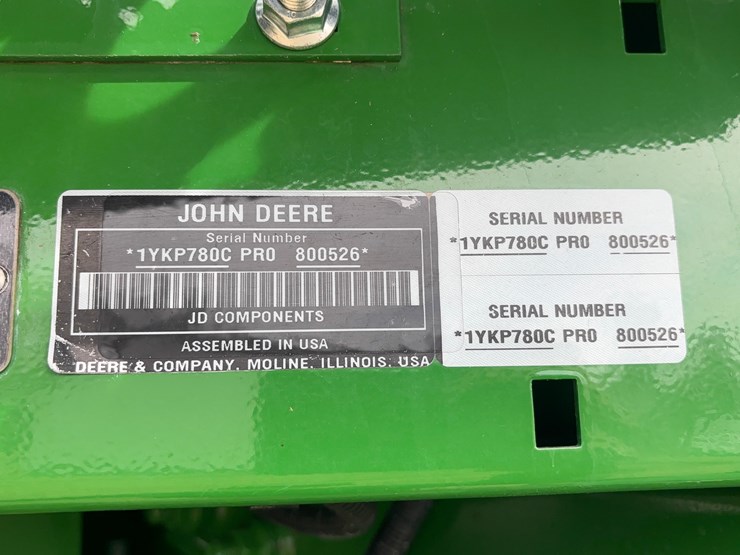 JOHN DEERE
Serial Number
*1YKP780C PR0 800526*
JD COMPONENTS
ASSEMBLED IN USA
DEERE & COMPANY, MOLINE, ILLINOIS, USA
SERIAL NUMBER
*1YKP780C PR0 800526*
SERIAL NUMBER
*1YKP780C PR0 800526*